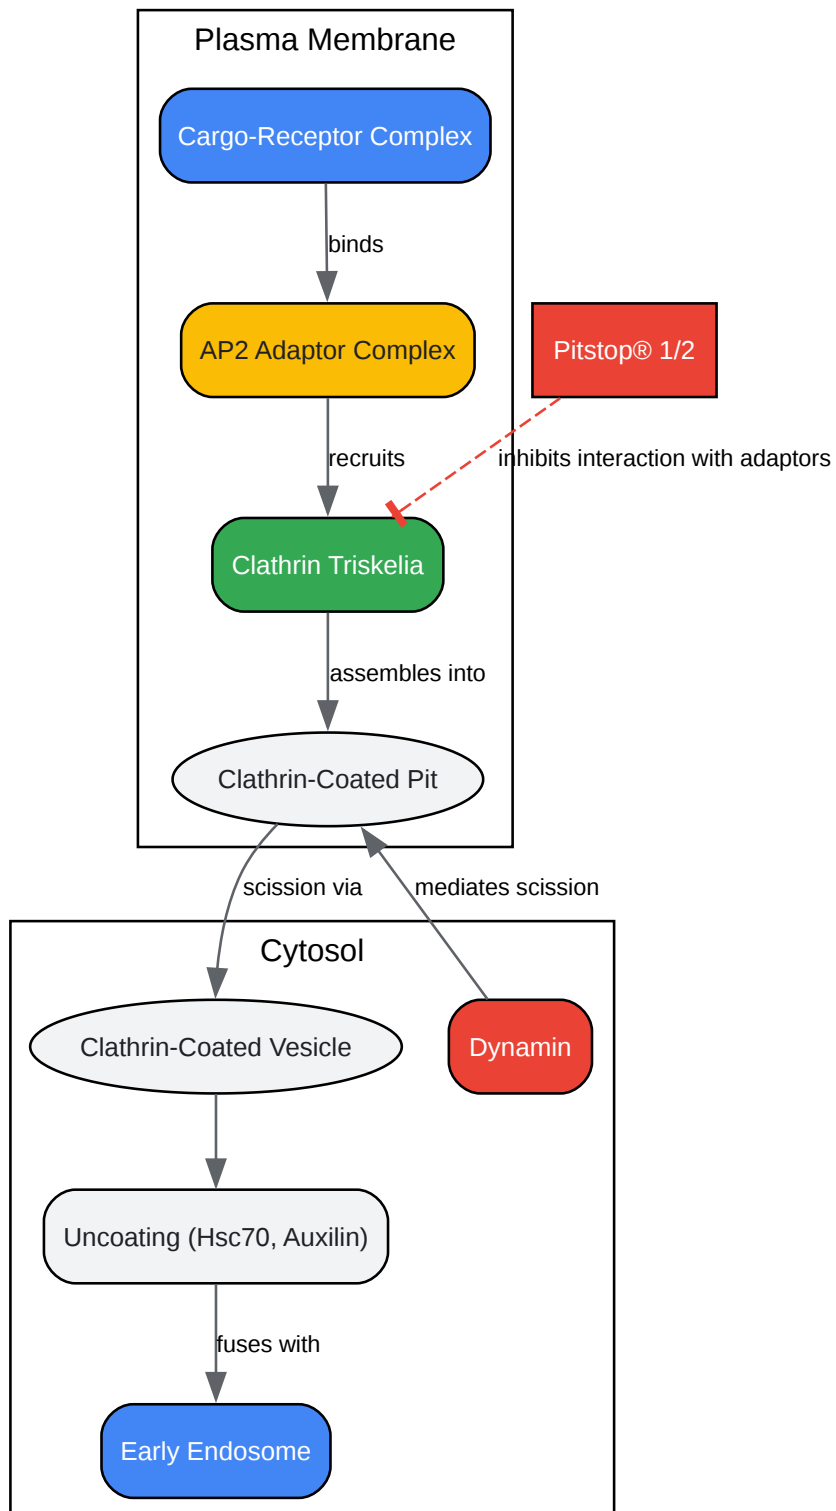 Plasma Membrane
Cargo-Receptor Complex
binds
AP2 Adaptor Complex
Pitstop® 1/2
recruits
inhibits interaction with adaptors
Clathrin Triskelia
assembles into
Clathrin-Coated Pit
scission via
mediates scission
Cytosol
Clathrin-Coated Vesicle
Dynamin
Uncoating (Hsc70, Auxilin)
fuses with
Early Endosome